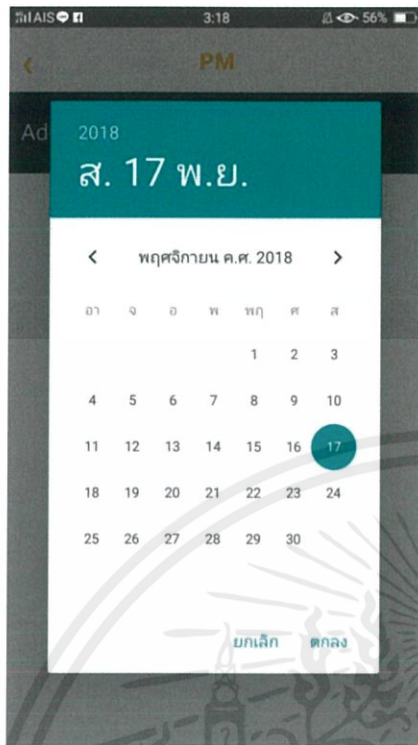 AIS 3:18 56%
PM
Ad
2018
ส. 17 พ.ย.
พฤศจิกายน ค.ศ. 2018
อา จ อ พ พฤ ศ ส
1 2 3
4 5 6 7 8 9 10
11 12 13 14 15 16 17
18 19 20 21 22 23 24
25 26 27 28 29 30
ยกเลิก ตกลง